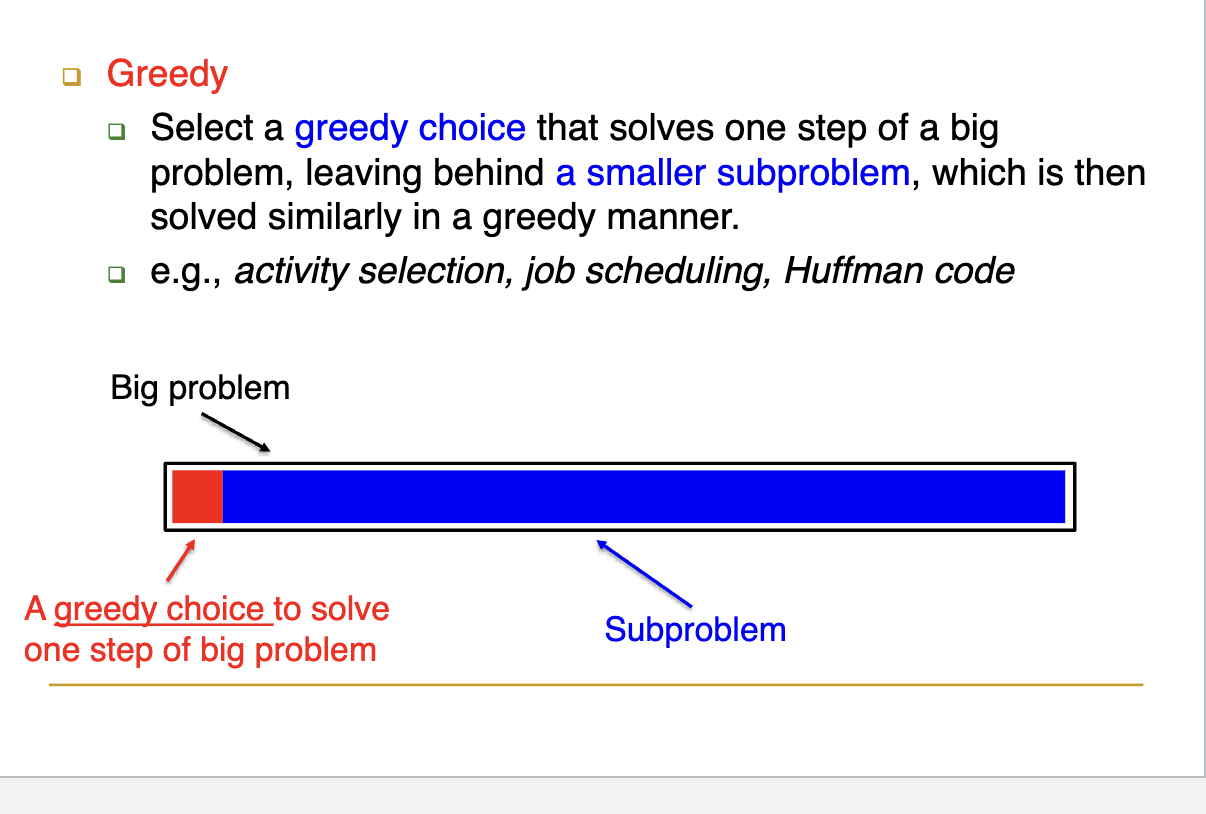 Greedy
Select a greedy choice that solves one step of a big
problem, leaving behind a smaller subproblem, which is then
solved similarly in a greedy manner.
e.g., activity selection, job scheduling, Huffman code
Big problem
A greedy choice to solve
one step of big problem
Subproblem